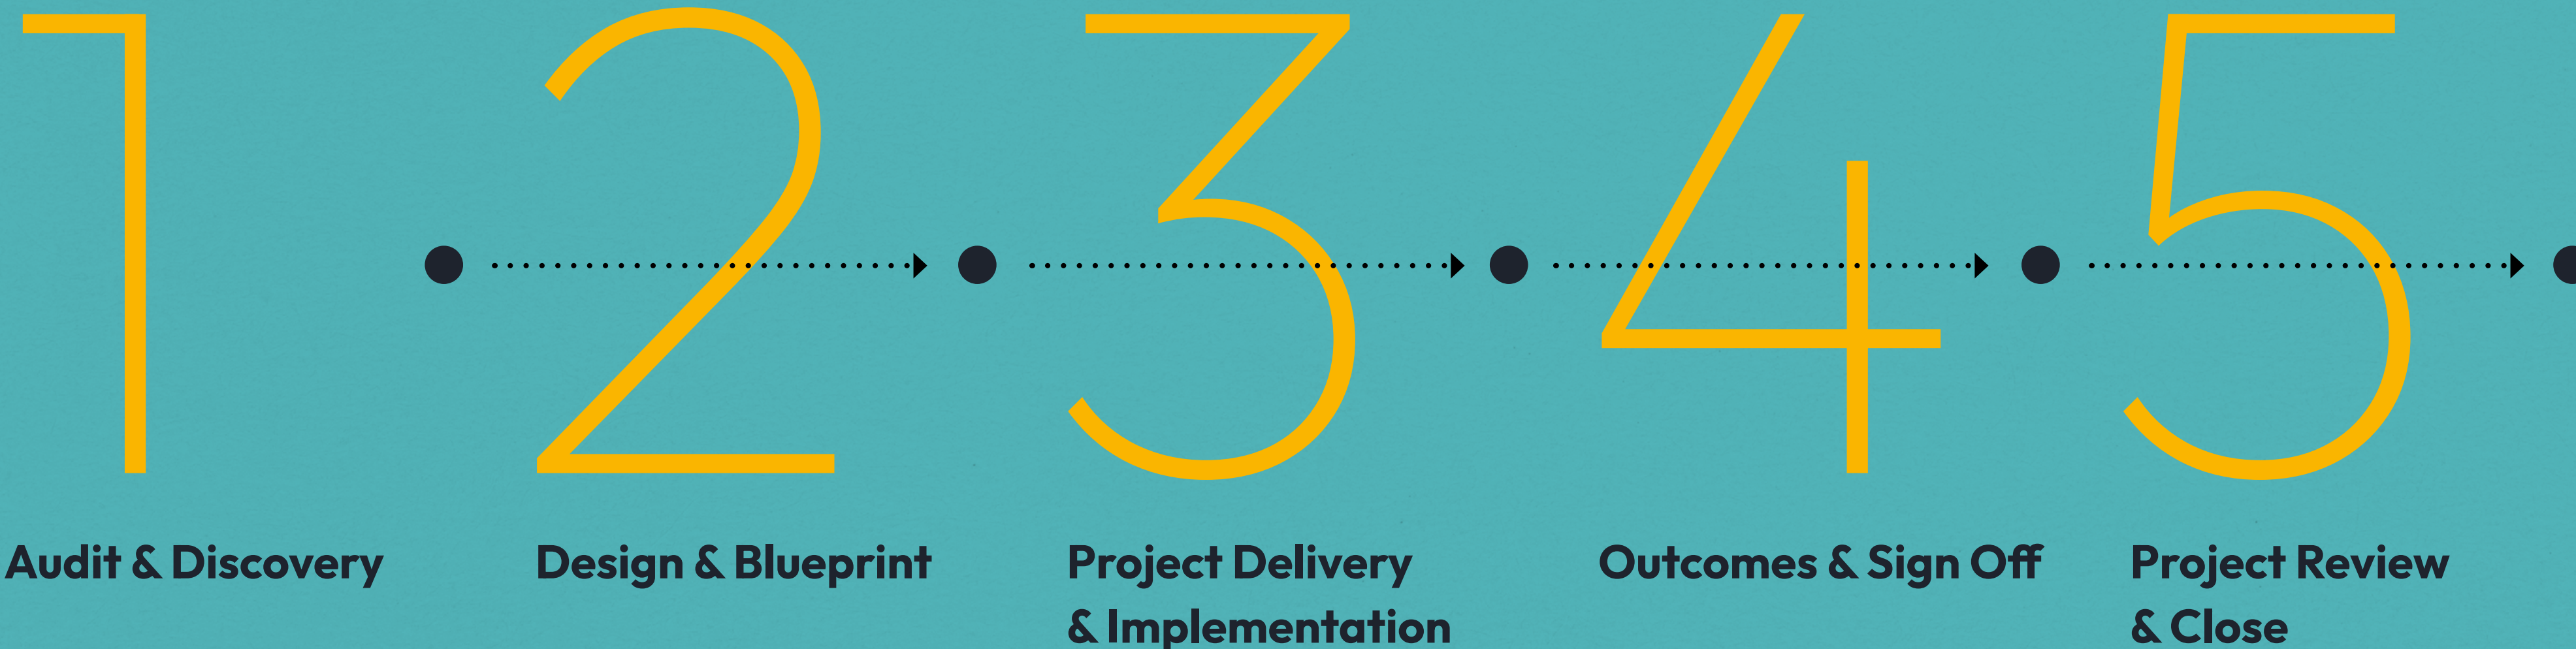 1
2
3
4
5
Audit & Discovery
Design & Blueprint
Project Delivery
& Implementation
Outcomes & Sign Off
Project Review
& Close